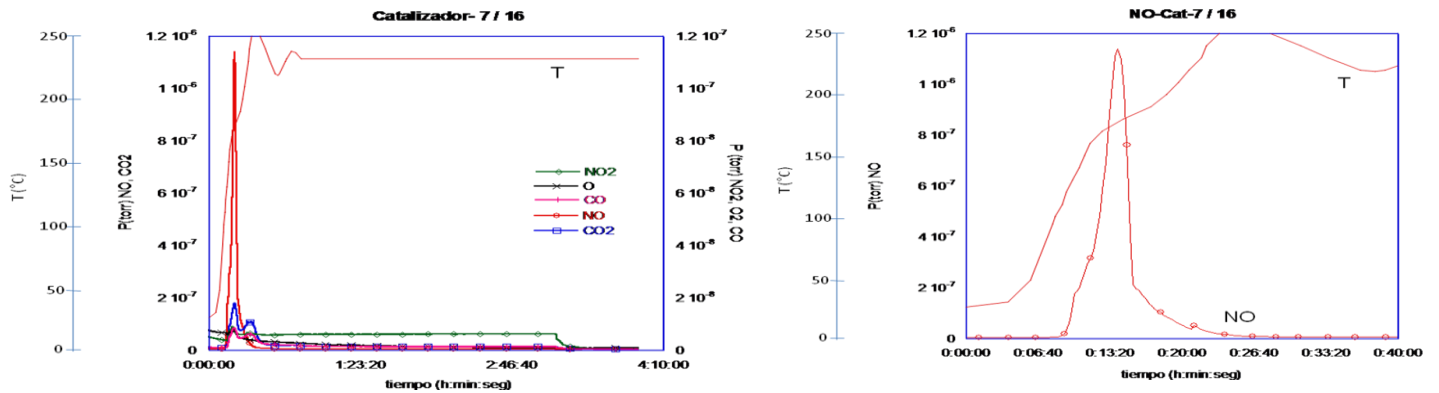 Catalizador- 7 / 16
250
200
150
100
50
0
T (°C)
P(torr) NO, CO2
1.2 10⁻⁶
1 10⁻⁶
8 10⁻⁷
6 10⁻⁷
4 10⁻⁷
2 10⁻⁷
0
T
NO2
O
CO
NO
CO2
1.2 10⁻⁷
1 10⁻⁷
8 10⁻⁸
6 10⁻⁸
4 10⁻⁸
2 10⁻⁸
0
P (torr) NO2, O2, CO
0:00:00 1:23:20 2:46:40 4:10:00
tiempo (h:min:seg)
NO-Cat-7 / 16
250
200
150
100
50
0
T (°C)
P(torr) NO
1.2 10⁻⁶
1 10⁻⁶
8 10⁻⁷
6 10⁻⁷
4 10⁻⁷
2 10⁻⁷
0
T
NO
0:00:00 0:06:40 0:13:20 0:20:00 0:26:40 0:33:20 0:40:00
tiempo (h:min:seg)